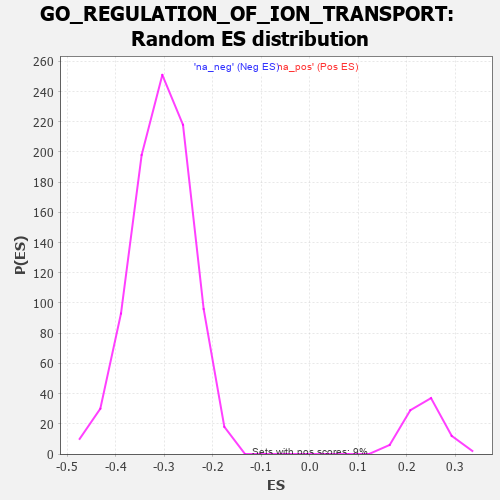 GO_REGULATION_OF_ION_TRANSPORT:
Random ES distribution
'na_neg' (Neg ES)
na_pos' (Pos ES)
260
240
220
200
180
160
140
120
100
80
60
40
20
0
P(ES)
Sets with pos scores: 9%
-0.5 -0.4 -0.3 -0.2 -0.1 0.0 0.1 0.2 0.3
ES